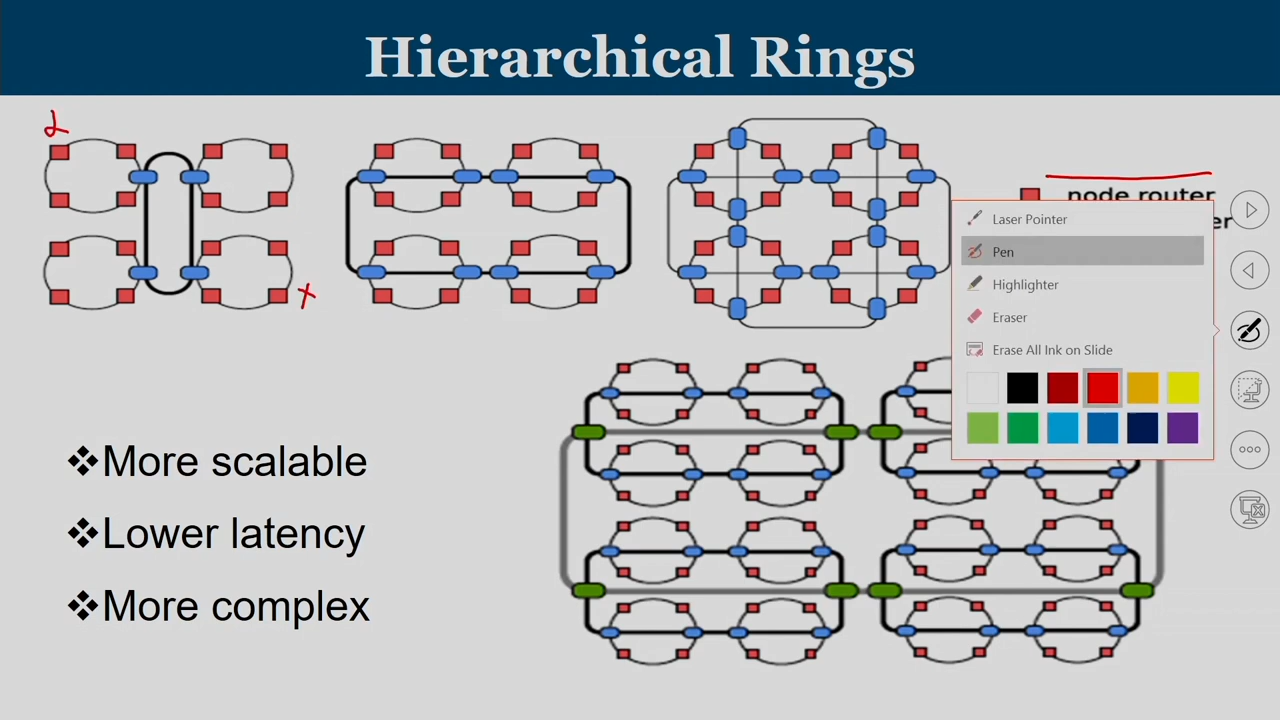 Hierarchical Rings
α
x
node router
er
Laser Pointer
Pen
Highlighter
Eraser
Erase All Ink on Slide
❖More scalable
❖Lower latency
❖More complex